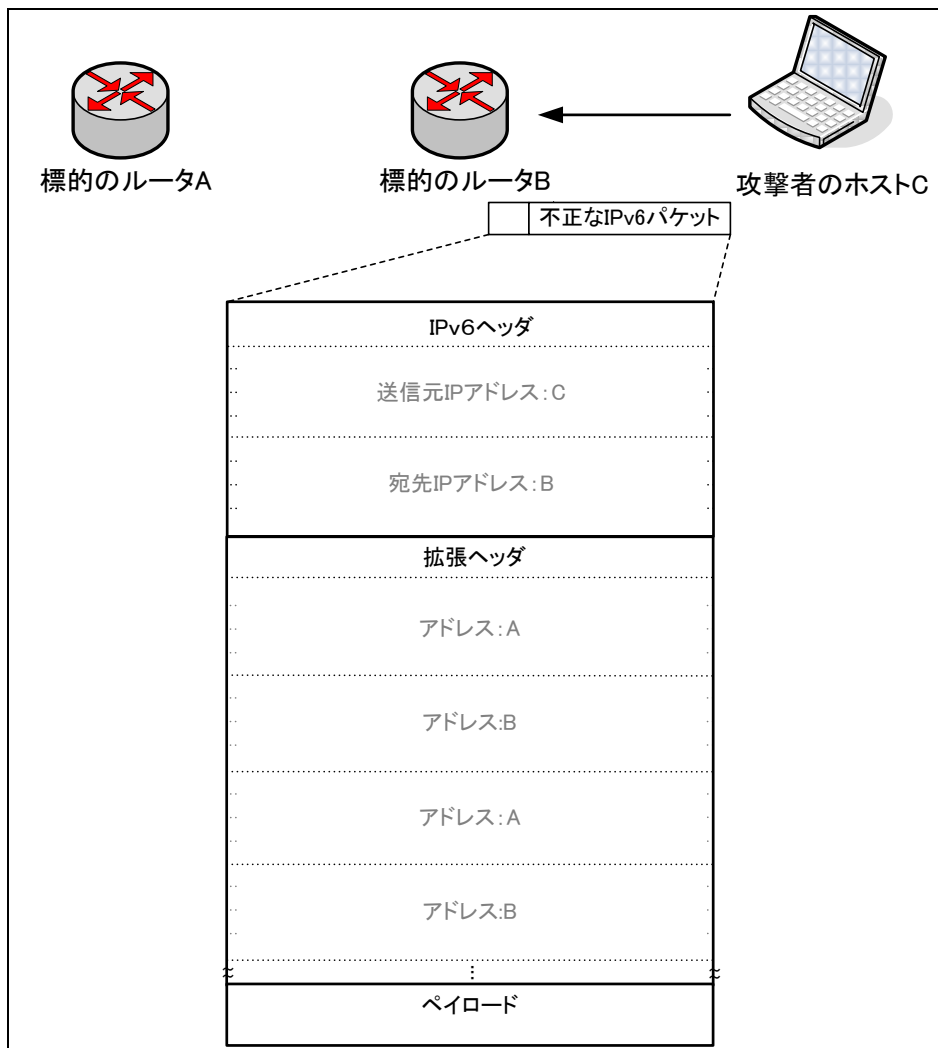 標的のルータA
標的のルータB
攻撃者のホストC
不正なIPv6パケット
IPv6ヘッダ
送信元IPアドレス:C
宛先IPアドレス:B
拡張ヘッダ
アドレス:A
アドレス:B
アドレス:A
アドレス:B
⋮
ペイロード